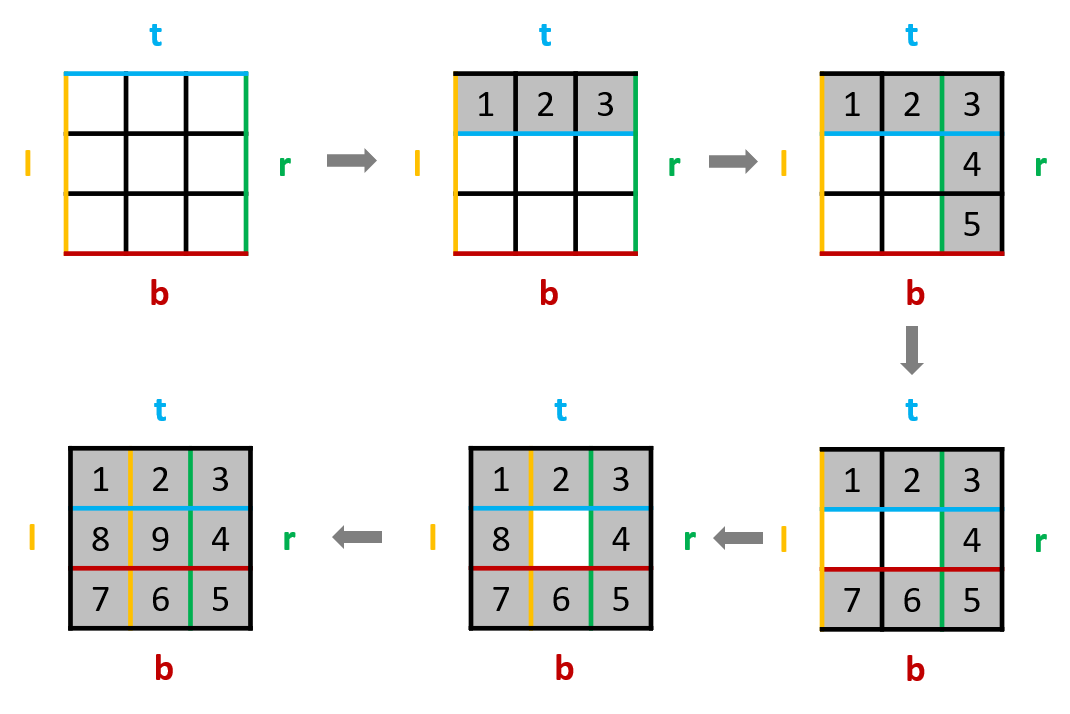 t t t
1 2 3 1 2 3
l r l r l 4 r
5
b b b
t t t
1 2 3 1 2 3 1 2 3
l 8 9 4 r l 8 4 r l 4 r
7 6 5 7 6 5 7 6 5
b b b